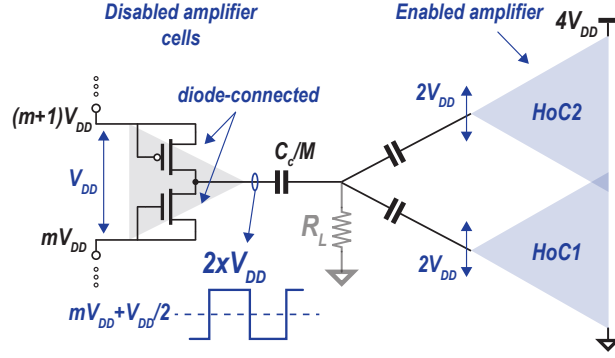 Disabled amplifier
cells
Enabled amplifier
4V_DD
(m+1)V_DD
diode-connected
2V_DD
HoC2
C_c/M
V_DD
R_L
mV_DD
2xV_DD
2V_DD
HoC1
mV_DD+V_DD/2